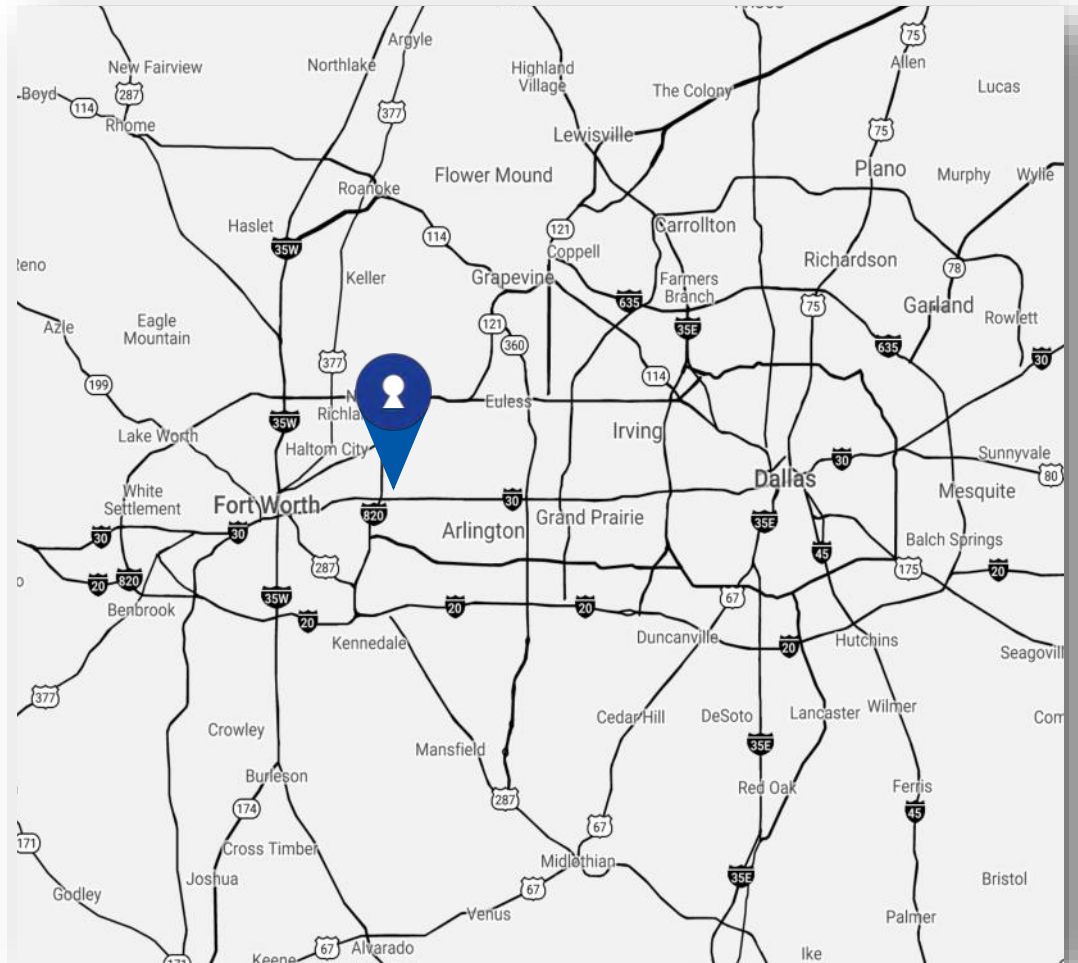 75
Argyle
Allen
New Fairview
Northlake
Highland
Village
Lucas
Boyd
287
The Colony
114
377
Rhome
75
Lewisville
Plano
Flower Mound
Murphy
Wylie
Roanoke
Haslet
121
Carrollton
114
35W
Coppell
Richardson
78
Keller
Grapevine
Farmers
Branch
635
75
Garland
Eagle
Mountain
Azle
121
35E
Rowlett
360
635
30
377
114
199
Euless
35W
Lake Worth
Irving
Haltom City
30
Sunnyvale
80
Dallas
White
Settlement
Fort Worth
30
Mesquite
820
Grand Prairie
35E
Arlington
30
30
45
Balch Springs
287
175
20
20
820
35W
67
Benbrook
20
20
20
Kennedale
Duncanville
20
Hutchins
377
Cedar Hill
DeSoto
Lancaster
Wilmer
Crowley
Mansfield
35E
Burleson
Red Oak
Ferris
287
174
45
67
171
Cross Timber
Midlothian
35E
Joshua
Bristol
Godley
67
Venus
Palmer
67
Alvarado
Ike
Keene